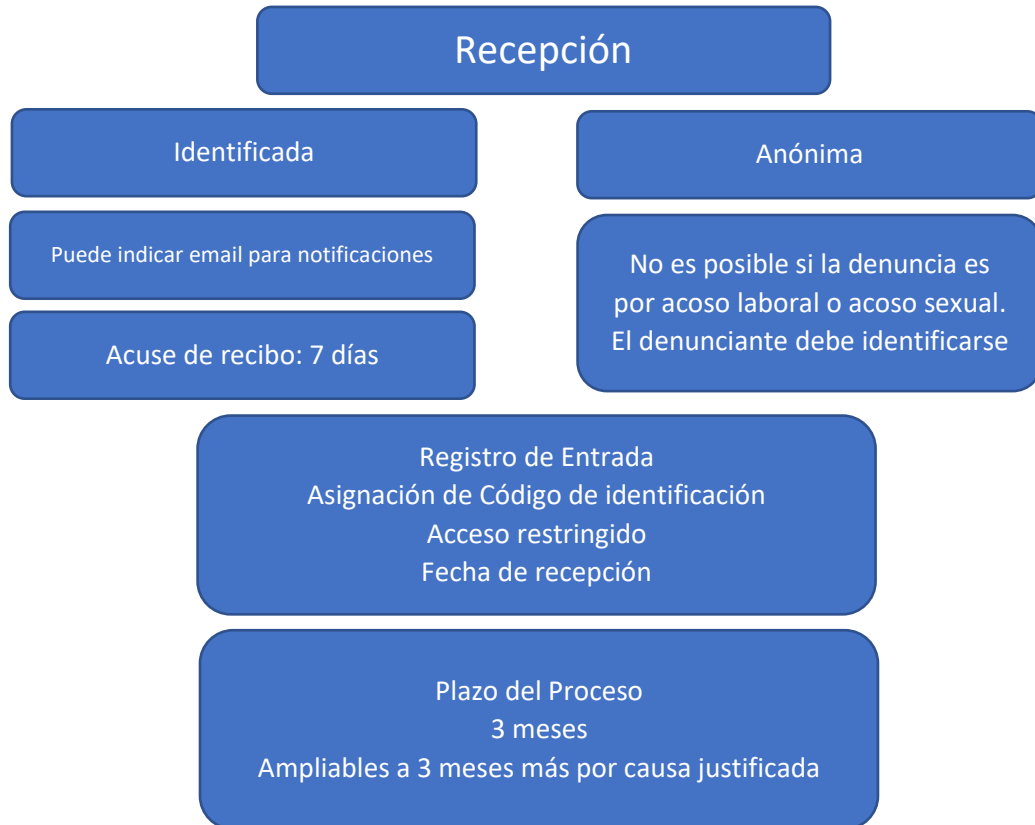 Recepción
Identificada
Puede indicar email para notificaciones
Acuse de recibo: 7 días
Anónima
No es posible si la denuncia es
por acoso laboral o acoso sexual.
El denunciante debe identificarse
Registro de Entrada
Asignación de Código de identificación
Acceso restringido
Fecha de recepción
Plazo del Proceso
3 meses
Ampliables a 3 meses más por causa justificada